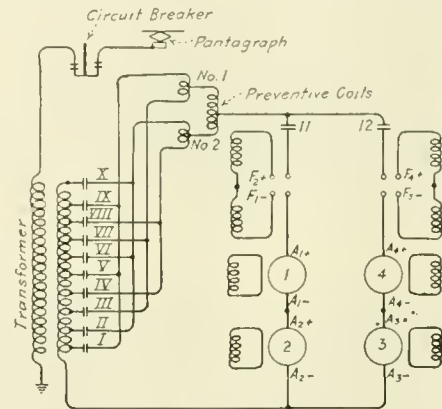 Circuit Breaker
Pantagraph
No. 1
Preventive Coils
No 2
11
12
X
IX
VIII
VII
VI
V
IV
III
II
I
Transformer
F2+
F1-
F4+
F3-
A1+
1
A1-
A2+
2
A2-
A4+
4
A4-
A3+
3
A3-